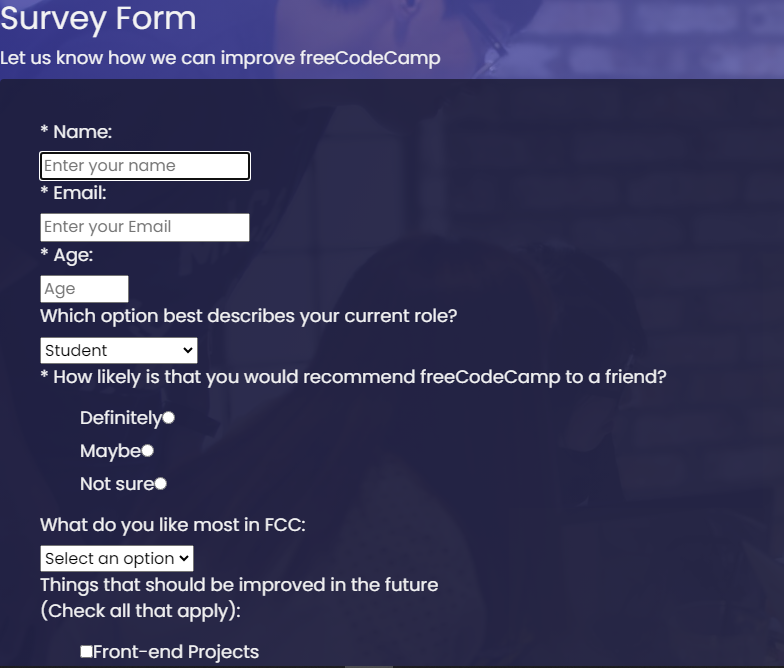 Survey Form
Let us know how we can improve freeCodeCamp
* Name:
Enter your name
* Email:
Enter your Email
* Age:
Age
Which option best describes your current role?
Student
* How likely is that you would recommend freeCodeCamp to a friend?
Definitely
Maybe
Not sure
What do you like most in FCC:
Select an option
Things that should be improved in the future
(Check all that apply):
Front-end Projects